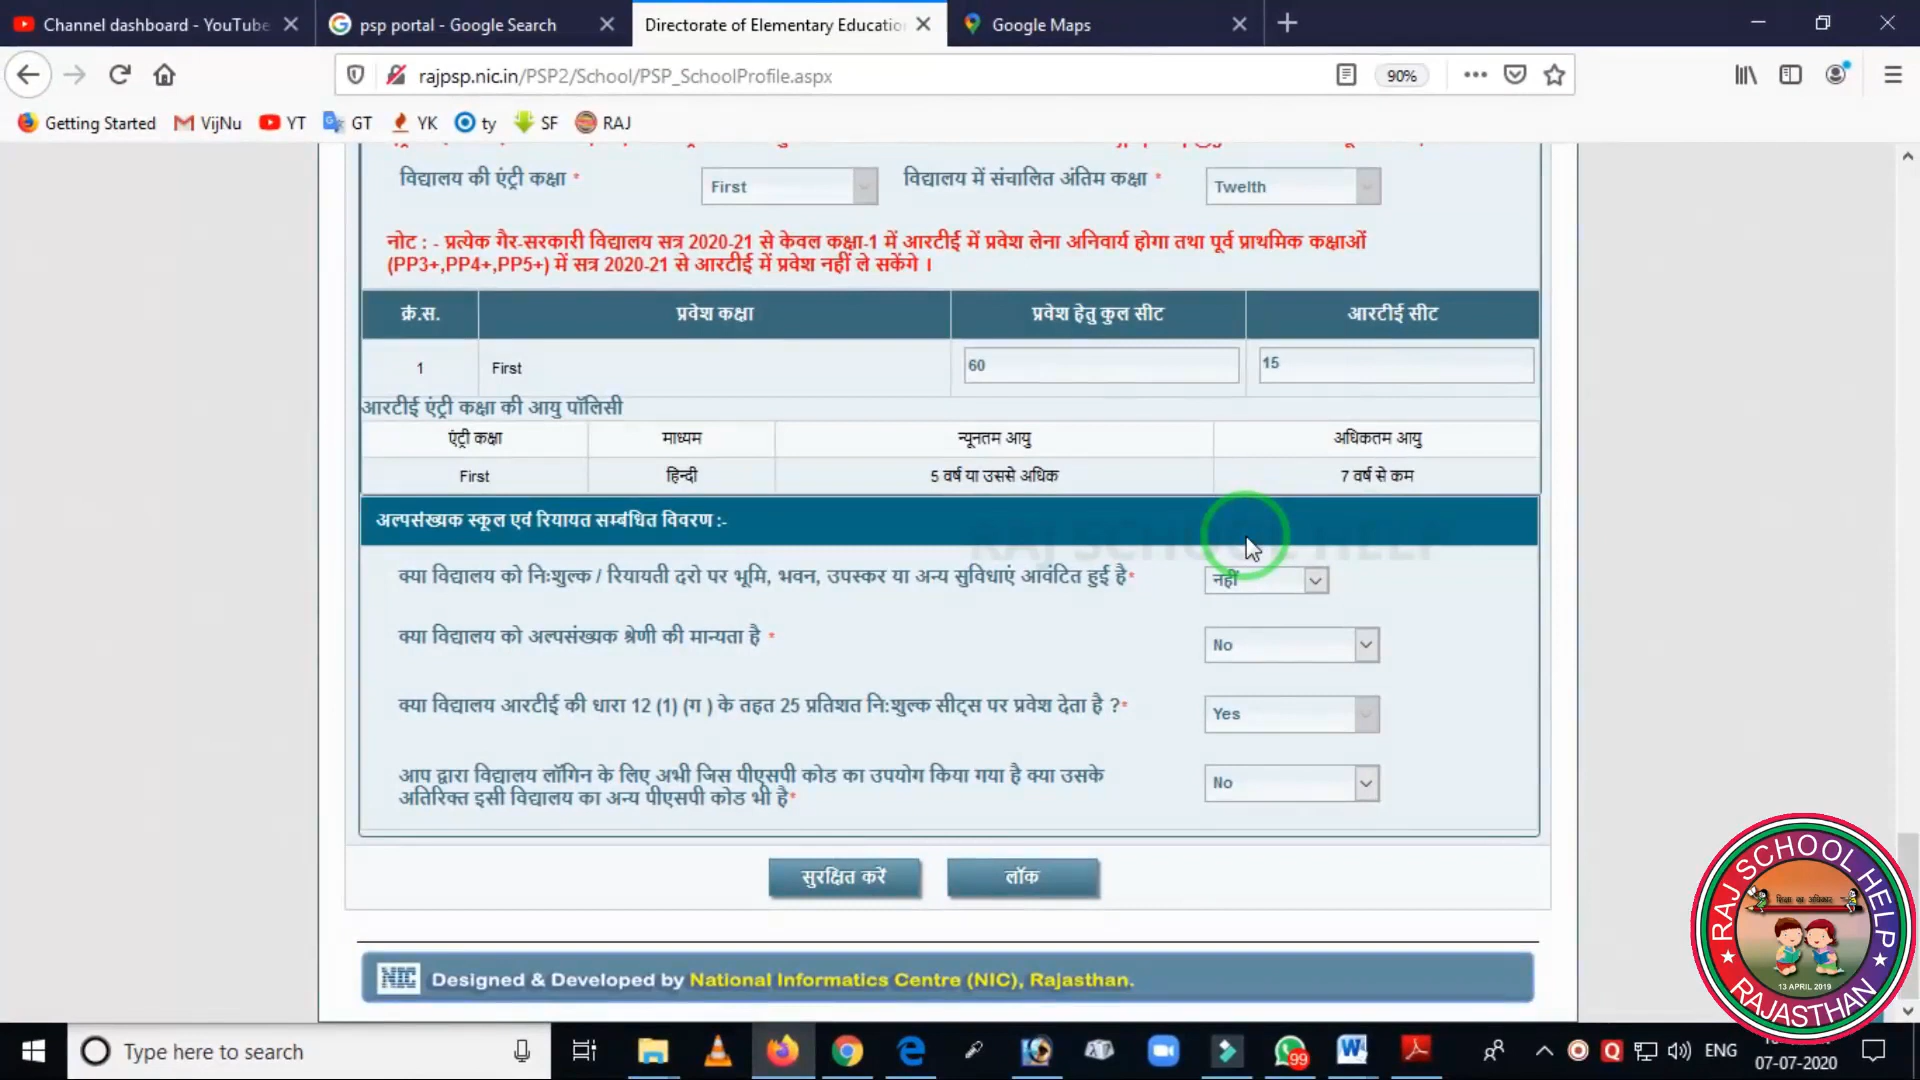 Channel dashboard - YouTube
psp portal - Google Search
Directorate of Elementary Educatio
Google Maps
rajpsp.nic.in/PSP2/School/PSP_SchoolProfile.aspx
90%
Getting Started VijNu YT GT YK ty SF RAJ
विद्यालय की एंट्री कक्षा * First विद्यालय में संचालित अंतिम कक्षा * Twelth
नोट : - प्रत्येक गैर-सरकारी विद्यालय सत्र 2020-21 से केवल कक्षा-1 में आरटीई में प्रवेश लेना अनिवार्य होगा तथा पूर्व प्राथमिक कक्षाओं
(PP3+,PP4+,PP5+) में सत्र 2020-21 से आरटीई में प्रवेश नहीं ले सकेंगे ।
क्रं.स. प्रवेश कक्षा प्रवेश हेतु कुल सीट आरटीई सीट
1 First 60 15
आरटीई एंट्री कक्षा की आयु पॉलिसी
एंट्री कक्षा माध्यम न्यूनतम आयु अधिकतम आयु
First हिन्दी 5 वर्ष या उससे अधिक 7 वर्ष से कम
अल्पसंख्यक स्कूल एवं रियायत सम्बंधित विवरण :-
RAJ SCHOOL HELP
क्या विद्यालय को निःशुल्क / रियायती दरो पर भूमि, भवन, उपस्कर या अन्य सुविधाएं आवंटित हुई है* नहीं
क्या विद्यालय को अल्पसंख्यक श्रेणी की मान्यता है * No
क्या विद्यालय आरटीई की धारा 12 (1) (ग ) के तहत 25 प्रतिशत नि:शुल्क सीट्स पर प्रवेश देता है ?* Yes
आप द्वारा विद्यालय लॉगिन के लिए अभी जिस पीएसपी कोड का उपयोग किया गया है क्या उसके
अतिरिक्त इसी विद्यालय का अन्य पीएसपी कोड भी है* No
सुरक्षित करें लॉक
NIC Designed & Developed by National Informatics Centre (NIC), Rajasthan.
RAJ SCHOOL HELP
शिक्षा का अधिकार
13 APRIL 2019
RAJASTHAN
Type here to search
99
ENG
07-07-2020